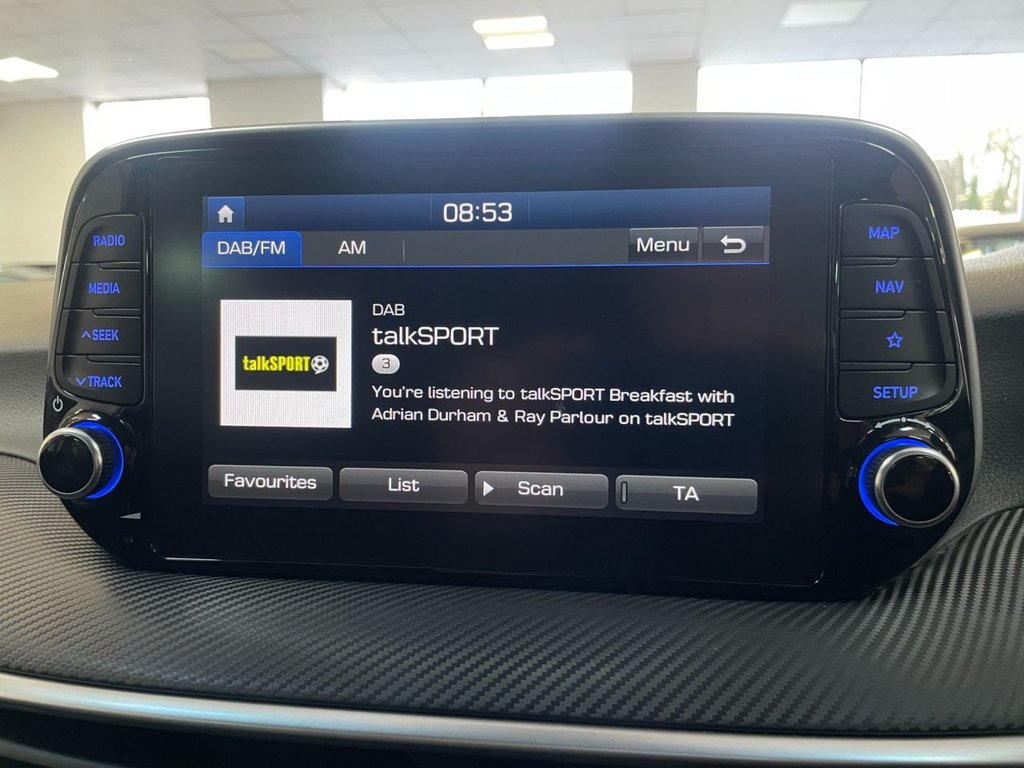 08:53
DAB/FM
AM
Menu
RADIO
MEDIA
SEEK
TRACK
MAP
NAV
SETUP
talkSPORT
DAB
talkSPORT
3
You're listening to talkSPORT Breakfast with
Adrian Durham & Ray Parlour on talkSPORT
Favourites
List
Scan
TA